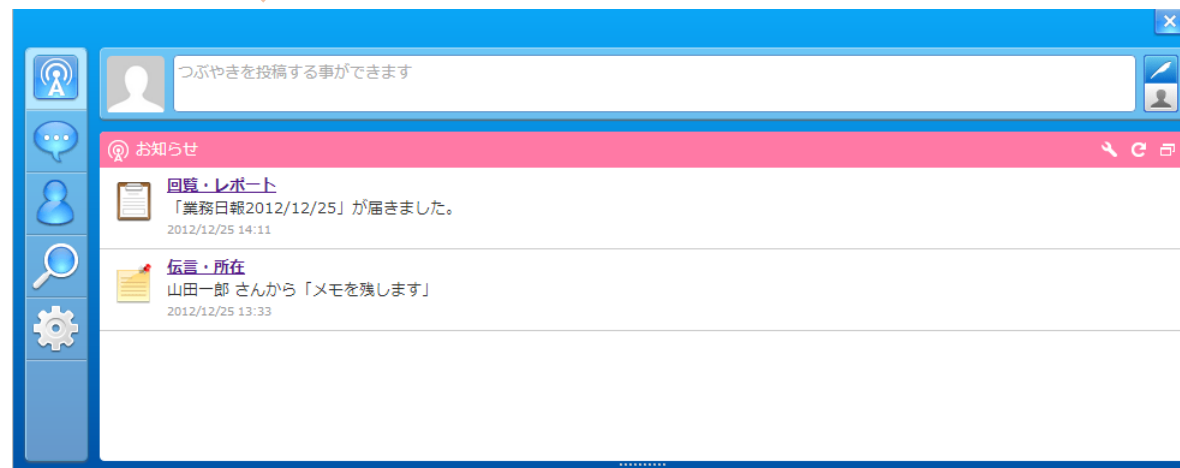 つぶやきを投稿する事ができます
お知らせ
回覧・レポート
「業務日報2012/12/25」が届きました。
2012/12/25 14:11
伝言・所在
山田一郎 さんから「メモを残します」
2012/12/25 13:33